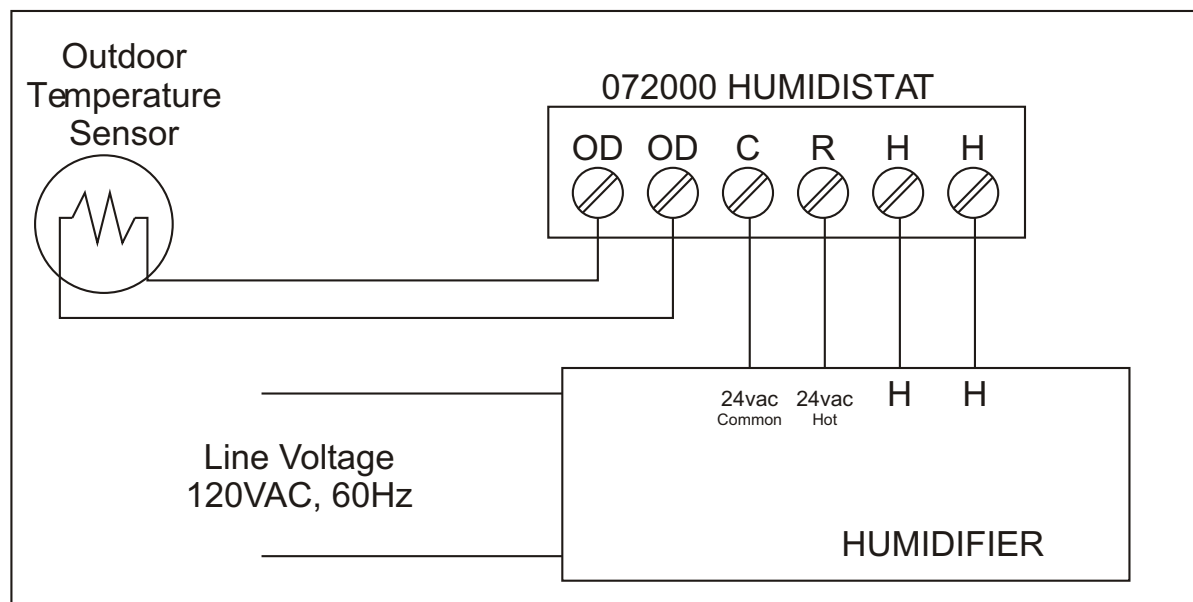 Outdoor
Temperature
Sensor
072000 HUMIDISTAT
OD OD C R H H
24vac 24vac H H
Common Hot
Line Voltage
120VAC, 60Hz
HUMIDIFIER